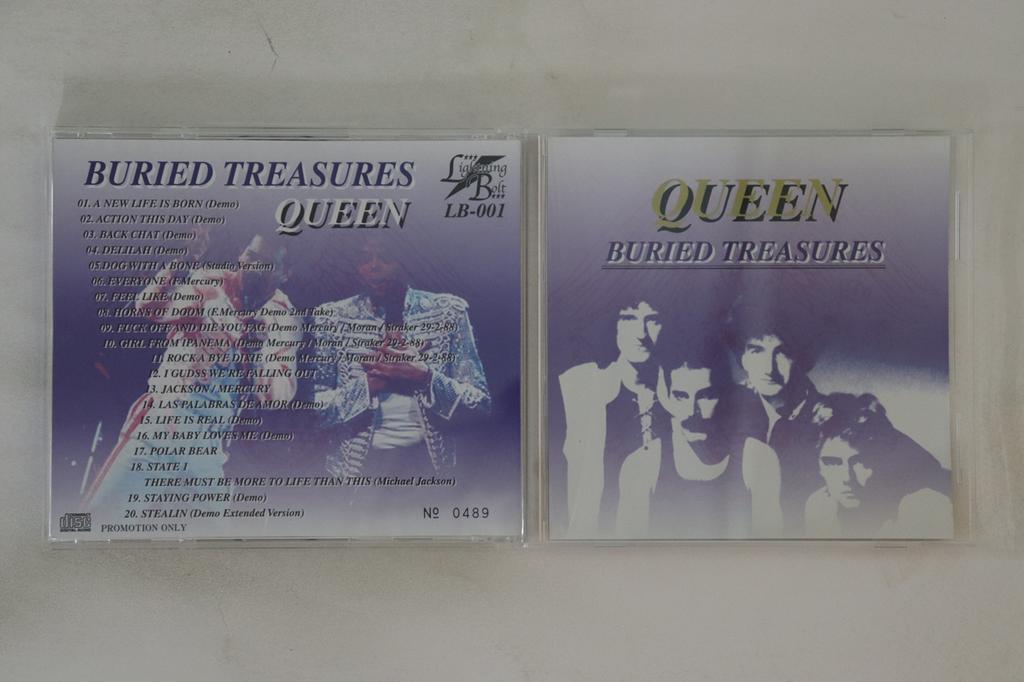 BURIED TREASURES
QUEEN
Lightning
Bolt
LB-001
01. A NEW LIFE IS BORN (Demo)
02. ACTION THIS DAY (Demo)
03. BACK CHAT (Demo)
04. DELILAH (Demo)
05.DOG WITH A BONE (Studio Version)
06. EVERYONE (F.Mercury)
07. FEEL LIKE (Demo)
08. HORNS OF DOOM (F.Mercury Demo 2nd Take)
09. FUCK OFF AND DIE YOU FAG (Demo Mercury / Moran / Straker 29-2-88)
10. GIRL FROM IPANEMA (Demo Mercury / Moran / Straker 29-2-88)
11. ROCK A BYE DIXIE (Demo Mercury / Moran / Straker 29-2-88)
12. I GUDSS WE'RE FALLING OUT
13. JACKSON / MERCURY
14. LAS PALABRAS DE AMOR (Demo)
15. LIFE IS REAL (Demo)
16. MY BABY LOVES ME (Demo)
17. POLAR BEAR
18. STATE I
THERE MUST BE MORE TO LIFE THAN THIS (Michael Jackson)
19. STAYING POWER (Demo)
20. STEALIN (Demo Extended Version)
disc
PROMOTION ONLY
№ 0489
QUEEN
BURIED TREASURES